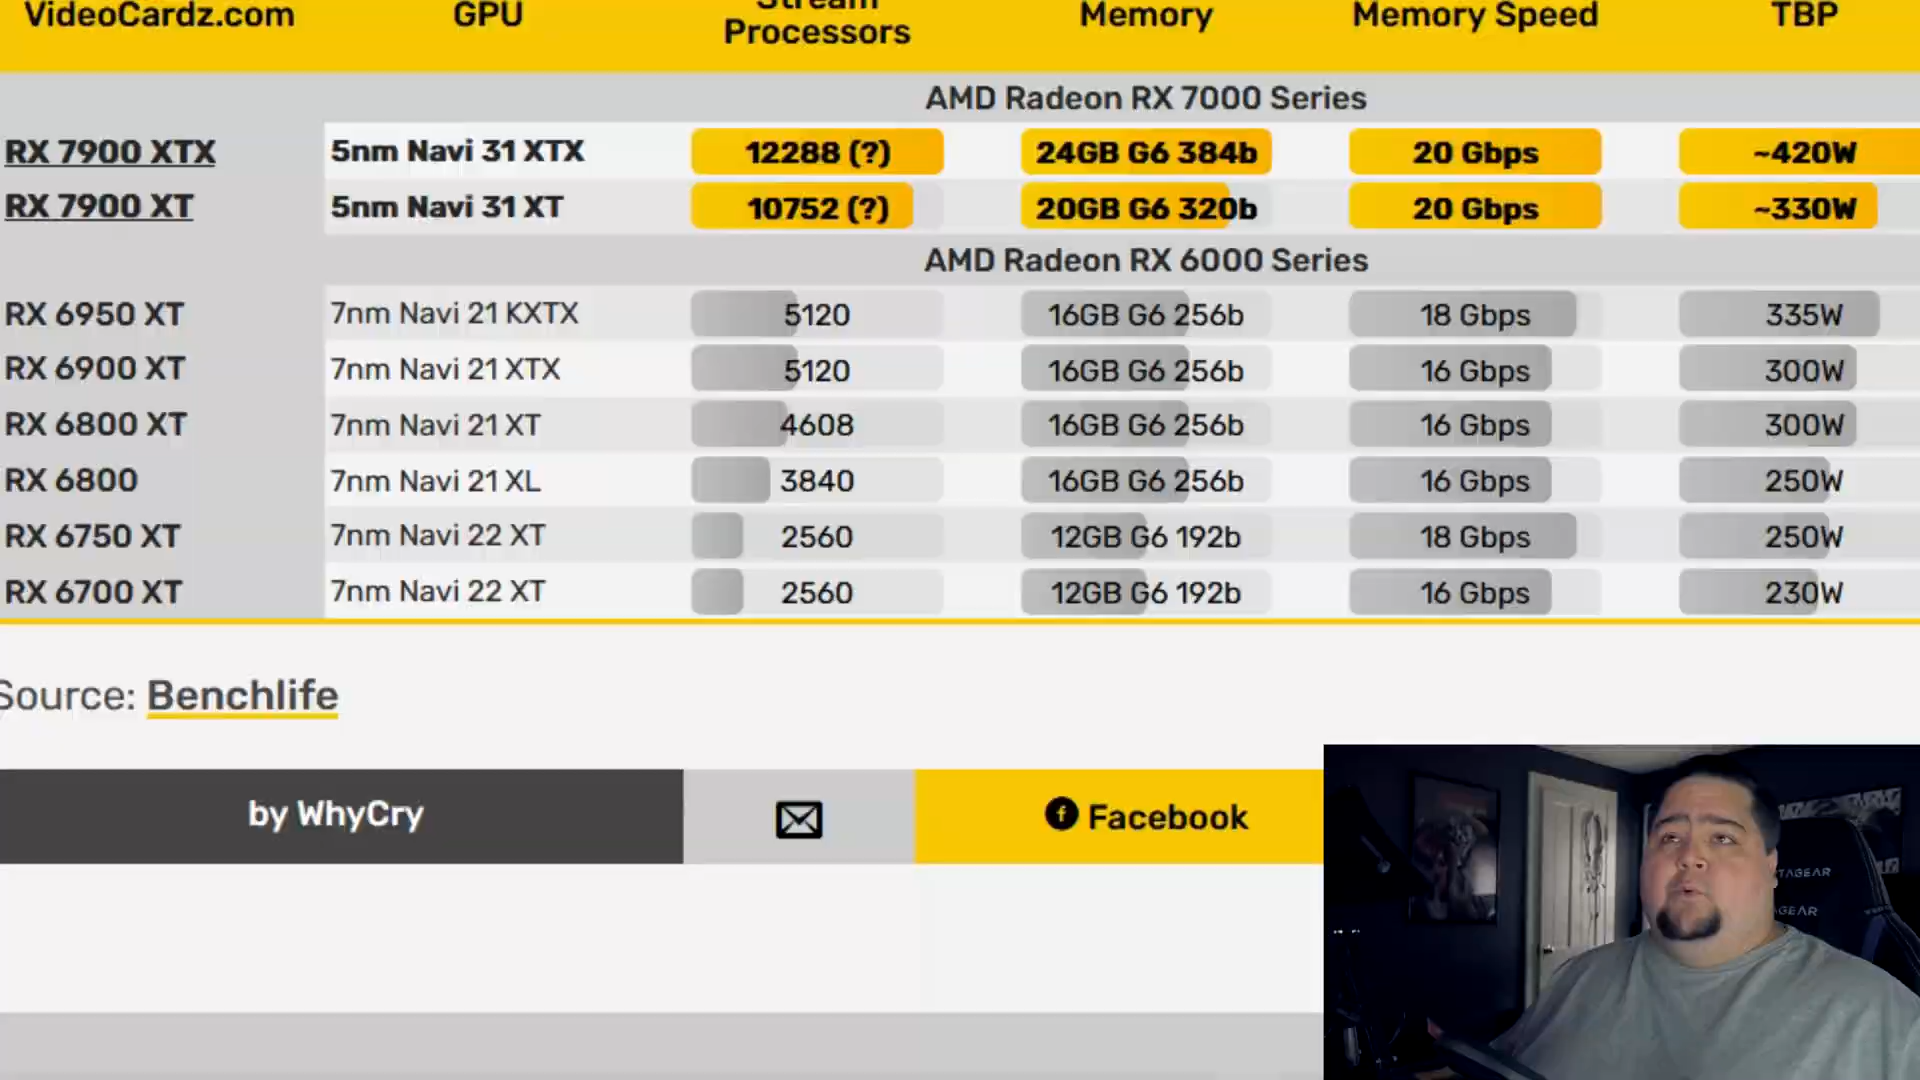 VideoCardz.com GPU Stream Processors Memory Memory Speed TBP
AMD Radeon RX 7000 Series
RX 7900 XTX 5nm Navi 31 XTX 12288 (?) 24GB G6 384b 20 Gbps ~420W
RX 7900 XT 5nm Navi 31 XT 10752 (?) 20GB G6 320b 20 Gbps ~330W
AMD Radeon RX 6000 Series
RX 6950 XT 7nm Navi 21 KXTX 5120 16GB G6 256b 18 Gbps 335W
RX 6900 XT 7nm Navi 21 XTX 5120 16GB G6 256b 16 Gbps 300W
RX 6800 XT 7nm Navi 21 XT 4608 16GB G6 256b 16 Gbps 300W
RX 6800 7nm Navi 21 XL 3840 16GB G6 256b 16 Gbps 250W
RX 6750 XT 7nm Navi 22 XT 2560 12GB G6 192b 18 Gbps 250W
RX 6700 XT 7nm Navi 22 XT 2560 12GB G6 192b 16 Gbps 230W
Source: Benchlife
by WhyCry Facebook
TAGEAR
GEAR